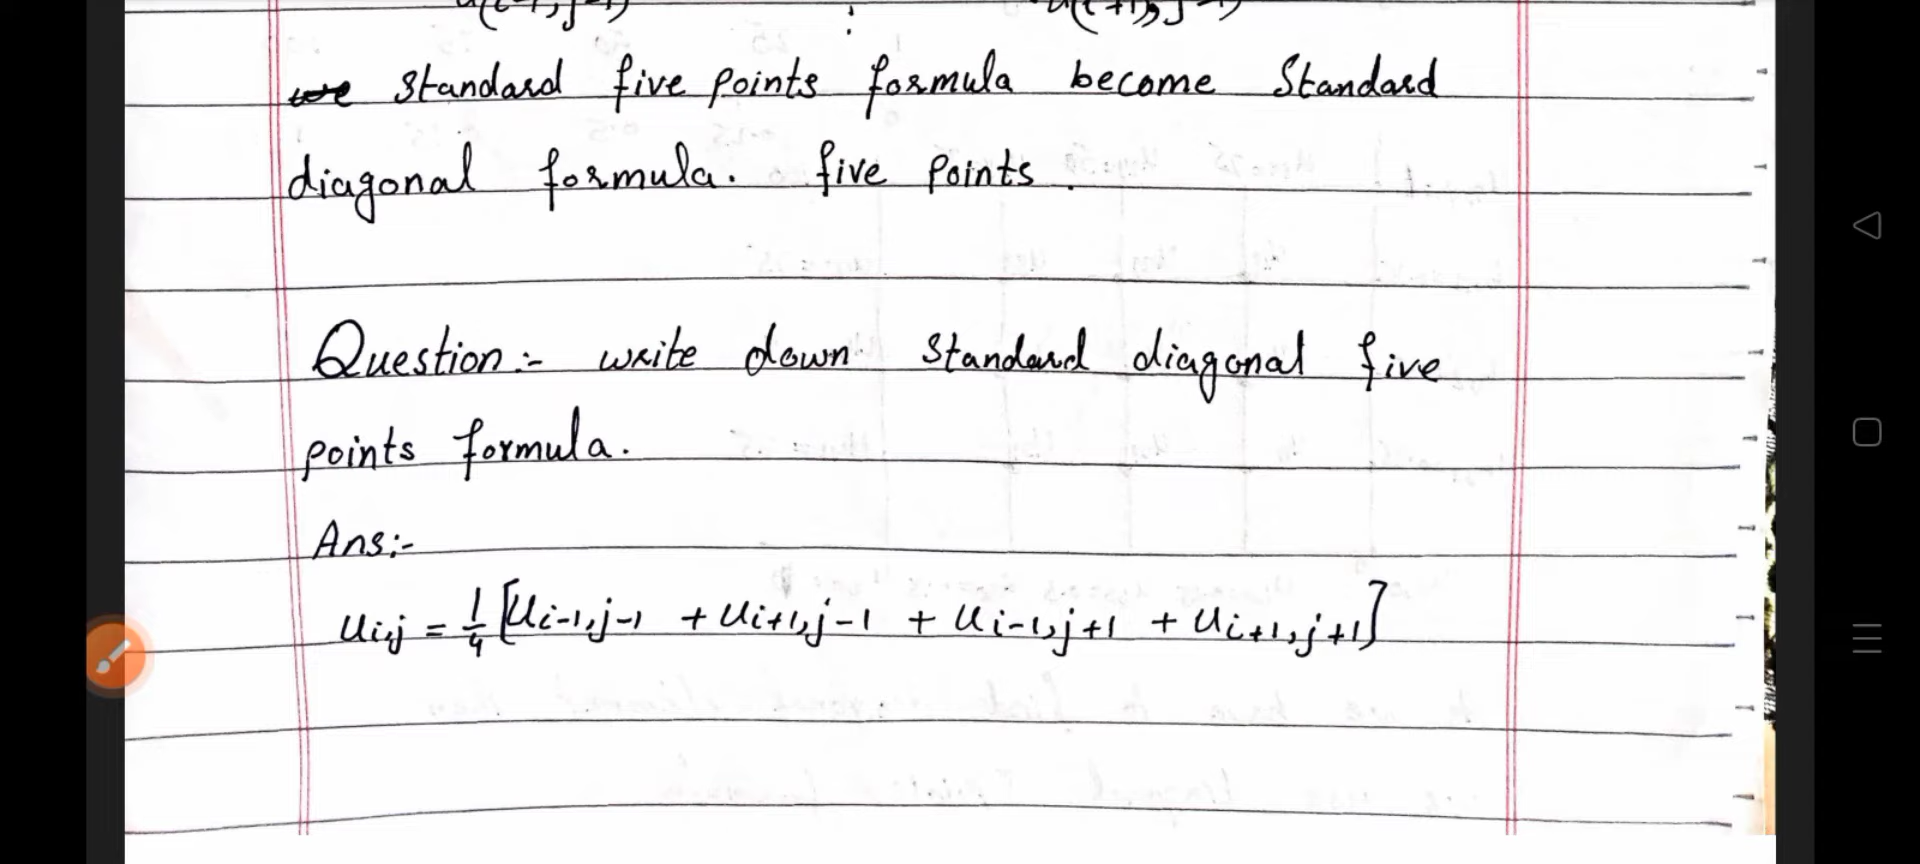 standard five points formula become Standard
diagonal formula. five points.
Question:- write down standard diagonal five
points formula.
Ans:-
ui,j = 1/4 [ui-1,j-1 + ui+1,j-1 + ui-1,j+1 + ui+1,j+1]